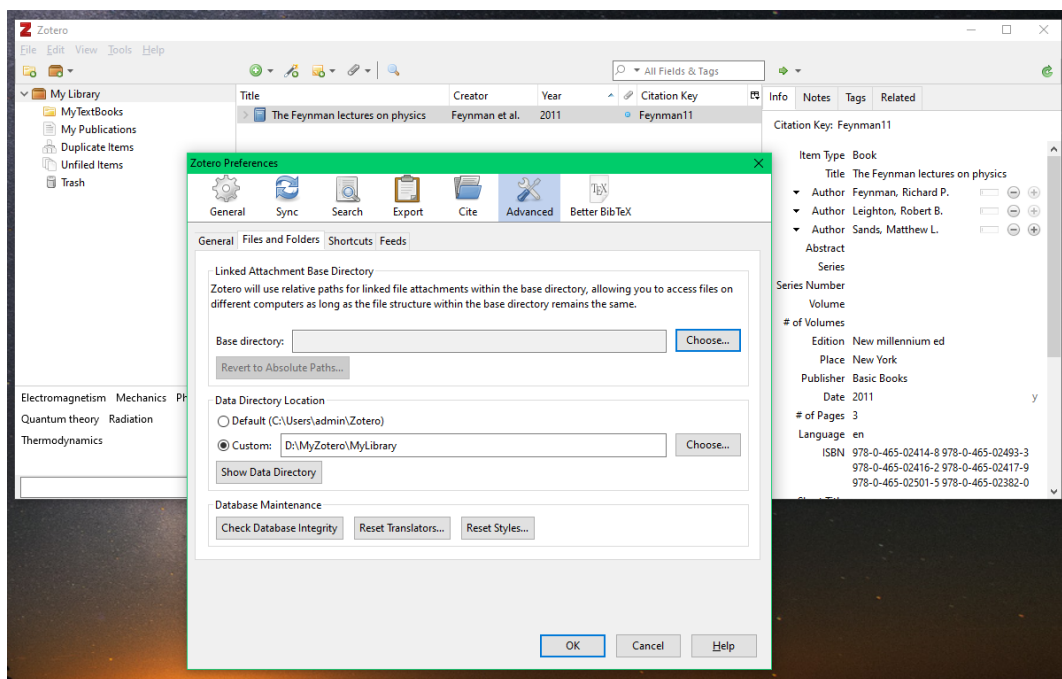 Zotero
File Edit View Tools Help
All Fields & Tags
My Library
MyTextBooks
My Publications
Duplicate Items
Unfiled Items
Trash
Title Creator Year Citation Key
The Feynman lectures on physics Feynman et al. 2011 Feynman11
Info Notes Tags Related
Citation Key: Feynman11
Item Type Book
Title The Feynman lectures on physics
Author Feynman, Richard P.
Author Leighton, Robert B.
Author Sands, Matthew L.
Abstract
Series
Series Number
Volume
# of Volumes
Edition New millennium ed
Place New York
Publisher Basic Books
Date 2011 y
# of Pages 3
Language en
ISBN 978-0-465-02414-8 978-0-465-02493-3
978-0-465-02416-2 978-0-465-02417-9
978-0-465-02501-5 978-0-465-02382-0
Electromagnetism Mechanics
Quantum theory Radiation
Thermodynamics
Zotero Preferences
General Sync Search Export Cite Advanced Better BibTeX
TEX
General Files and Folders Shortcuts Feeds
Linked Attachment Base Directory
Zotero will use relative paths for linked file attachments within the base directory, allowing you to access files on
different computers as long as the file structure within the base directory remains the same.
Base directory: Choose...
Revert to Absolute Paths...
Data Directory Location
Default (C:\Users\admin\Zotero)
Custom: D:\MyZotero\MyLibrary Choose...
Show Data Directory
Database Maintenance
Check Database Integrity Reset Translators... Reset Styles...
OK Cancel Help